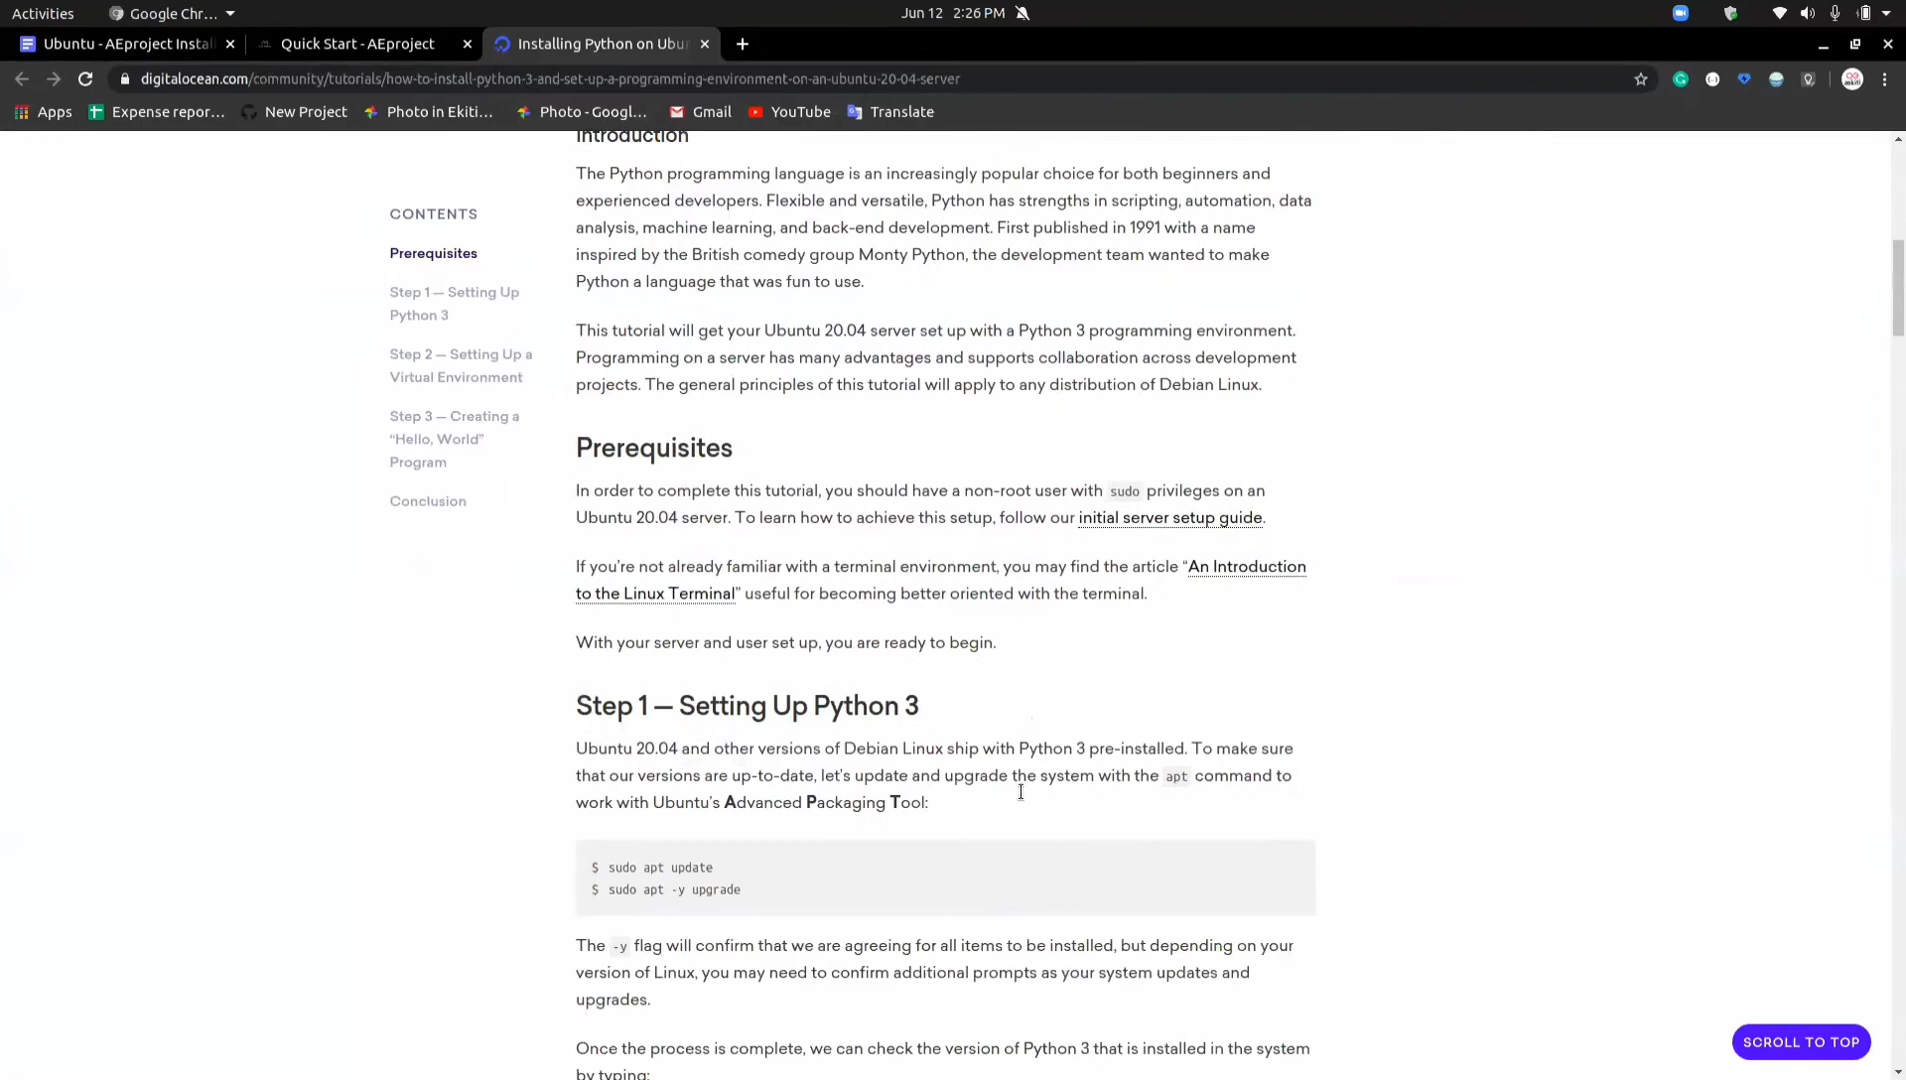 Activities
Google Chr...
Jun 12 2:26 PM
Ubuntu - AEproject Instal
Quick Start - AEproject
Installing Python on Ubun
digitalocean.com/community/tutorials/how-to-install-python-3-and-set-up-a-programming-environment-on-an-ubuntu-20-04-server
Apps
Expense repor...
New Project
Photo in Ekiti...
Photo - Googl...
Gmail
YouTube
Translate
CONTENTS
Prerequisites
Step 1 — Setting Up
Python 3
Step 2 — Setting Up a
Virtual Environment
Step 3 — Creating a
“Hello, World”
Program
Conclusion
Introduction
The Python programming language is an increasingly popular choice for both beginners and
experienced developers. Flexible and versatile, Python has strengths in scripting, automation, data
analysis, machine learning, and back-end development. First published in 1991 with a name
inspired by the British comedy group Monty Python, the development team wanted to make
Python a language that was fun to use.
This tutorial will get your Ubuntu 20.04 server set up with a Python 3 programming environment.
Programming on a server has many advantages and supports collaboration across development
projects. The general principles of this tutorial will apply to any distribution of Debian Linux.
Prerequisites
In order to complete this tutorial, you should have a non-root user with sudo privileges on an
Ubuntu 20.04 server. To learn how to achieve this setup, follow our initial server setup guide.
If you’re not already familiar with a terminal environment, you may find the article “An Introduction
to the Linux Terminal” useful for becoming better oriented with the terminal.
With your server and user set up, you are ready to begin.
Step 1 — Setting Up Python 3
Ubuntu 20.04 and other versions of Debian Linux ship with Python 3 pre-installed. To make sure
that our versions are up-to-date, let’s update and upgrade the system with the apt command to
work with Ubuntu’s Advanced Packaging Tool:
$ sudo apt update
$ sudo apt -y upgrade
The -y flag will confirm that we are agreeing for all items to be installed, but depending on your
version of Linux, you may need to confirm additional prompts as your system updates and
upgrades.
Once the process is complete, we can check the version of Python 3 that is installed in the system
by typing:
SCROLL TO TOP